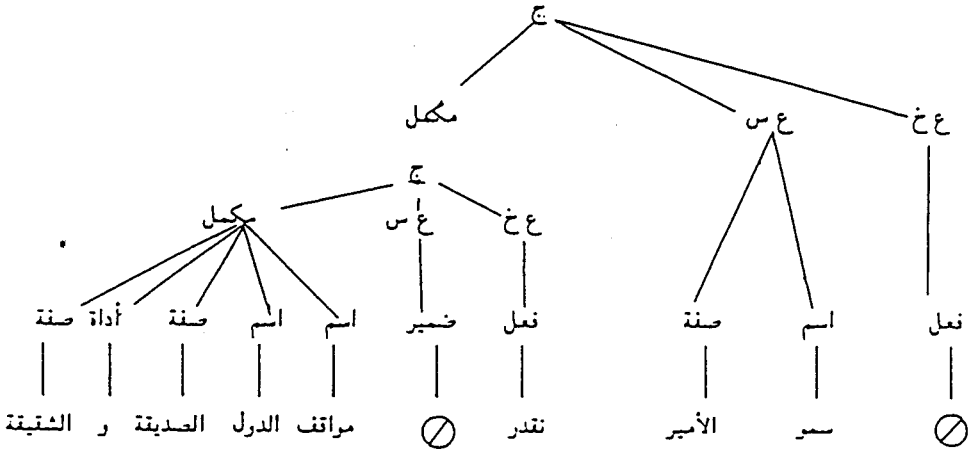 ج
ع خ ع س مكمل
ج
ع خ ع س مكمل
فعل اسم صفة فعل ضمير اسم اسم صفة أداة صفة
∅ سمو الأمير نقدر ∅ مواقف الدول الصديقة و الشقيقة